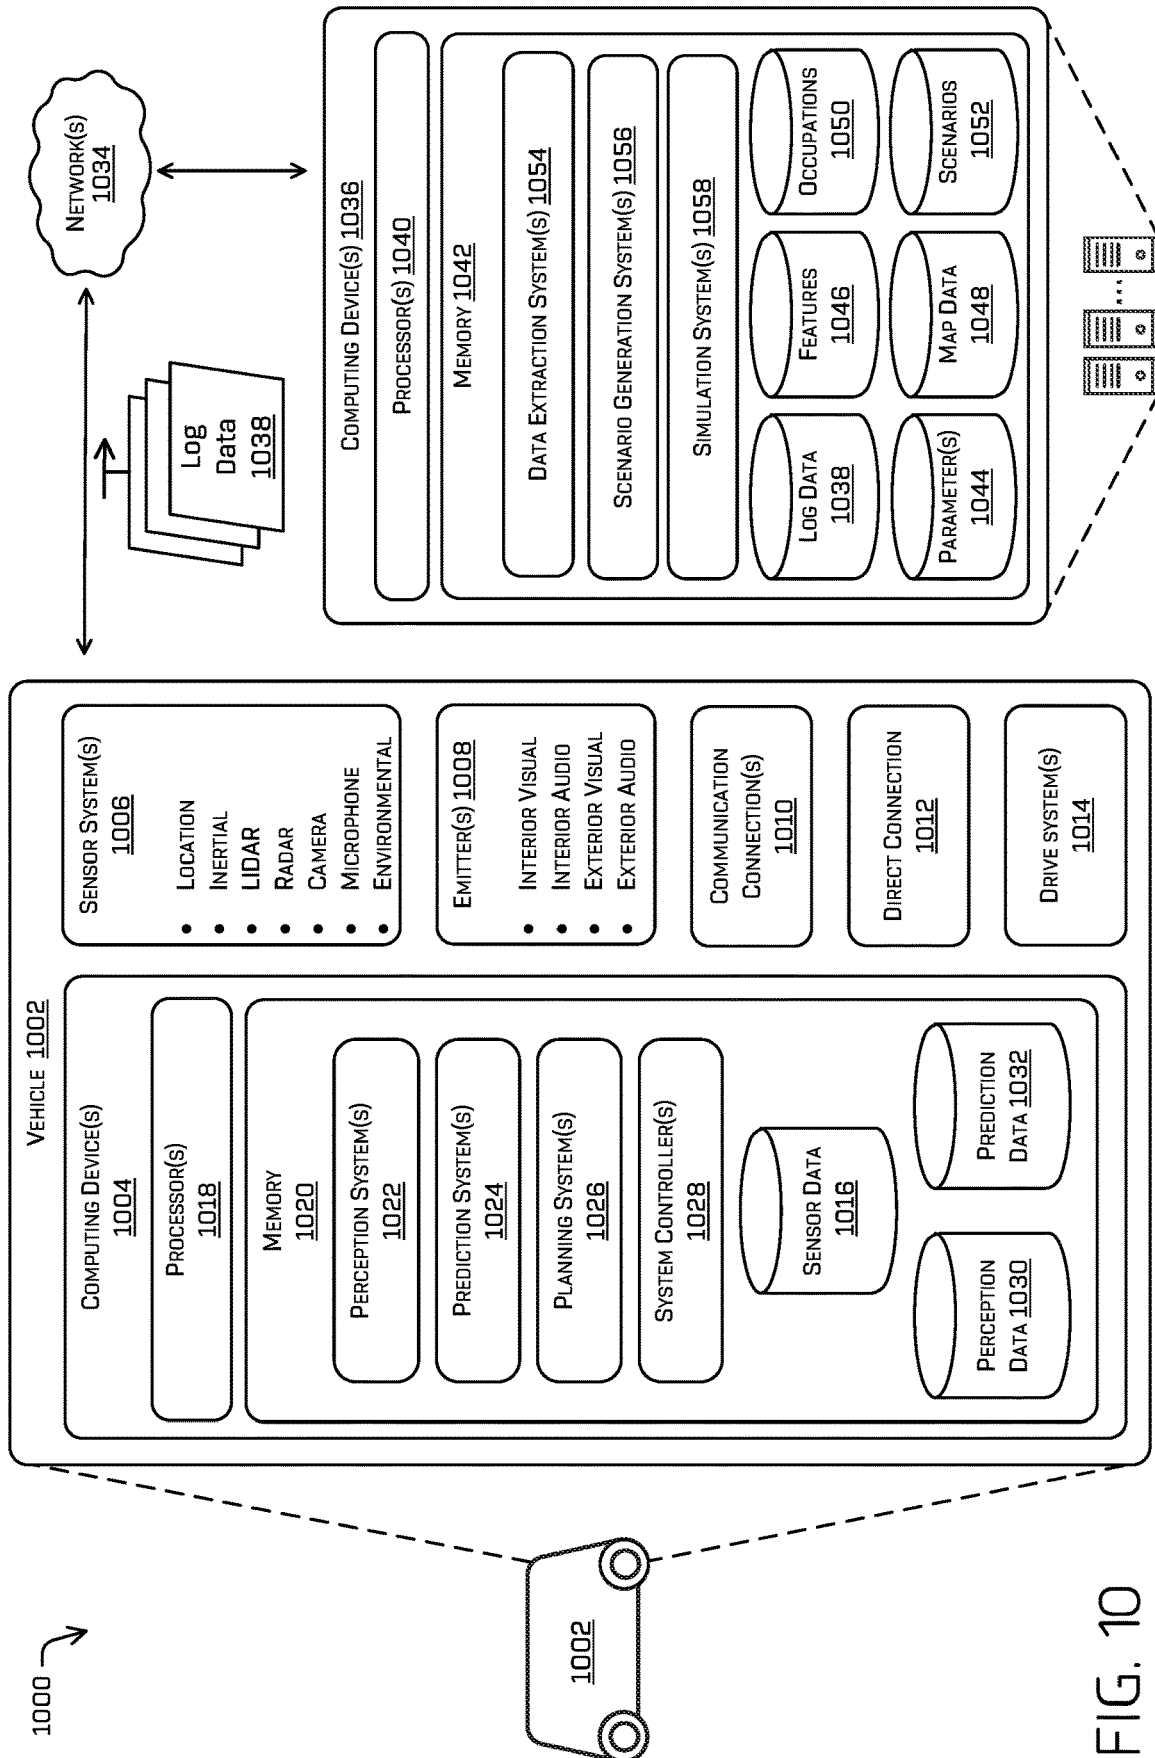 1000
1002
VEHICLE 1002
COMPUTING DEVICE(S)
1004
PROCESSOR(S)
1018
MEMORY
1020
PERCEPTION SYSTEM(S)
1022
PREDICTION SYSTEM(S)
1024
PLANNING SYSTEM(S)
1026
SYSTEM CONTROLLER(S)
1028
SENSOR DATA
1016
PERCEPTION
DATA 1030
PREDICTION
DATA 1032
SENSOR SYSTEM(S)
1006
• LOCATION
• INERTIAL
• LIDAR
• RADAR
• CAMERA
• MICROPHONE
• ENVIRONMENTAL
EMITTER(S) 1008
• INTERIOR VISUAL
• INTERIOR AUDIO
• EXTERIOR VISUAL
• EXTERIOR AUDIO
COMMUNICATION
CONNECTION(S)
1010
DIRECT CONNECTION
1012
DRIVE SYSTEM(S)
1014
NETWORK(S)
1034
Log
Data
1038
COMPUTING DEVICE(S) 1036
PROCESSOR(S) 1040
MEMORY 1042
DATA EXTRACTION SYSTEM(S) 1054
SCENARIO GENERATION SYSTEM(S) 1056
SIMULATION SYSTEM(S) 1058
LOG DATA
1038
FEATURES
1046
OCCUPATIONS
1050
PARAMETER(S)
1044
MAP DATA
1048
SCENARIOS
1052
FIG. 10